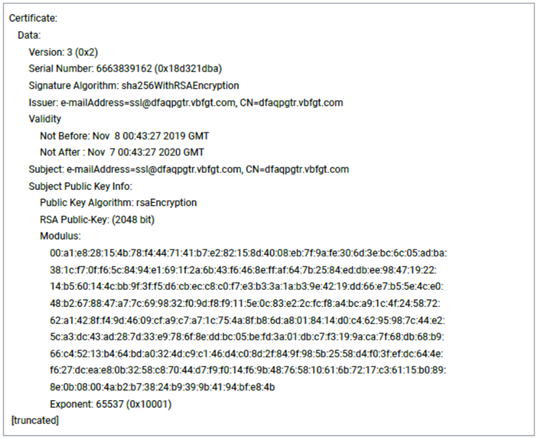 Certificate:
Data:
Version: 3 (0x2)
Serial Number: 6663839162 (0x18d321dba)
Signature Algorithm: sha256WithRSAEncryption
Issuer: e-mailAddress=ssl@dfaqpgtr.vbfgt.com, CN=dfaqpgtr.vbfgt.com
Validity
Not Before: Nov 8 00:43:27 2019 GMT
Not After : Nov 7 00:43:27 2020 GMT
Subject: e-mailAddress=ssl@dfaqpgtr.vbfgt.com, CN=dfaqpgtr.vbfgt.com
Subject Public Key Info:
Public Key Algorithm: rsaEncryption
RSA Public-Key: (2048 bit)
Modulus:
00:a1:e8:28:15:4b:78:f4:44:71:41:b7:e2:82:15:8d:40:08:eb:7f:9a:fe:30:6d:3e:bc:6c:05:ad:ba:
38:1c:f7:0f:f6:5c:84:94:e1:69:1f:2a:6b:43:f6:46:8e:ff:af:64:7b:25:84:ed:db:ee:98:47:19:22:
14:b5:60:14:4c:bb:9f:3f:f5:d6:cb:ec:c8:c0:f7:e3:b3:3a:1a:b3:9e:42:19:dd:66:e7:b5:5e:4c:e0:
48:b2:67:88:47:a7:7c:69:98:32:f0:9d:f8:f9:11:5e:0c:83:e2:2c:fc:f8:a4:bc:a9:1c:4f:24:58:72:
62:a1:42:8f:f4:9d:46:09:cf:a9:c7:a7:1c:75:4a:8f:b8:6d:a8:01:84:14:d0:c4:62:95:98:7c:44:e2:
5c:a3:dc:43:ad:28:7d:33:e9:78:6f:8e:dd:bc:05:be:fd:3a:01:db:c7:f3:19:9a:ca:7f:68:db:68:b9:
66:c4:52:13:b4:64:bd:a0:32:4d:c9:c1:46:d4:c0:8d:2f:84:9f:98:5b:25:58:d4:f0:3f:ef:dc:64:4e:
f6:27:dc:ea:e8:0b:32:58:c8:70:44:d7:f9:f0:14:f6:9b:48:76:58:10:61:6b:72:17:c3:61:15:b0:89:
8e:0b:08:00:4a:b2:b7:38:24:b9:39:9b:41:94:bf:e8:4b
Exponent: 65537 (0x10001)
[truncated]